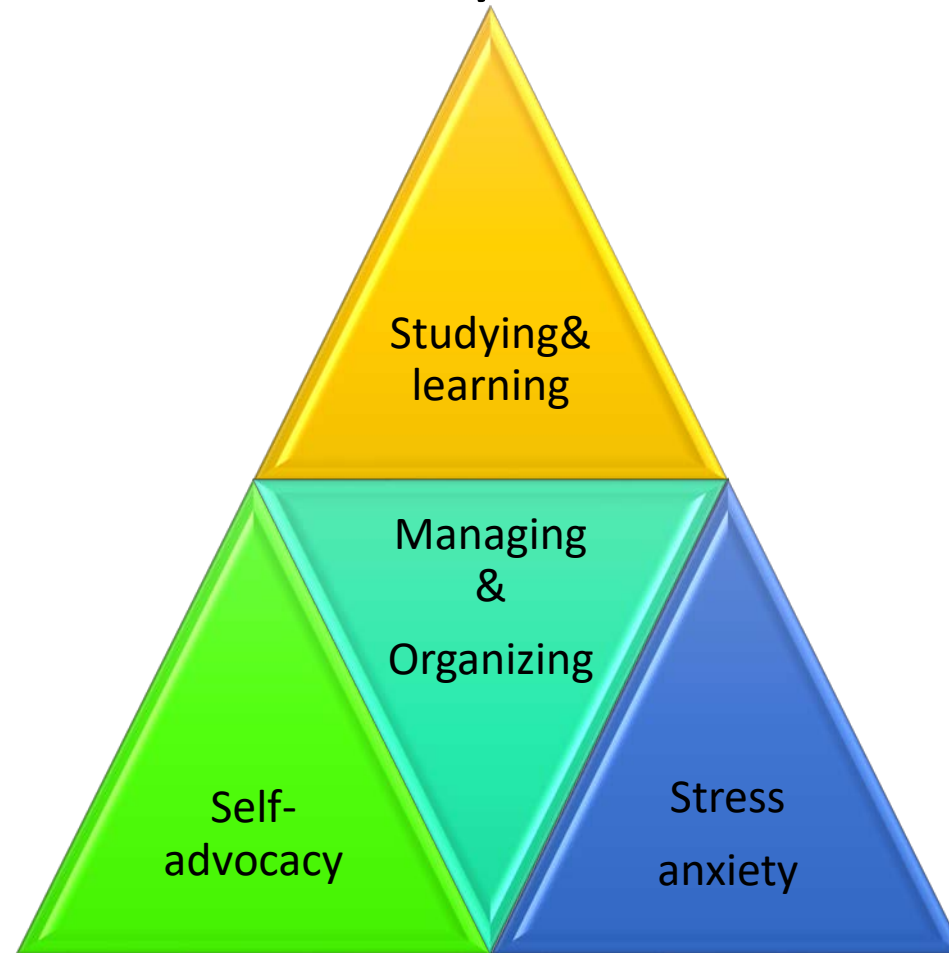 Studying&
learning
Managing
&
Organizing
Self-
advocacy
Stress
anxiety